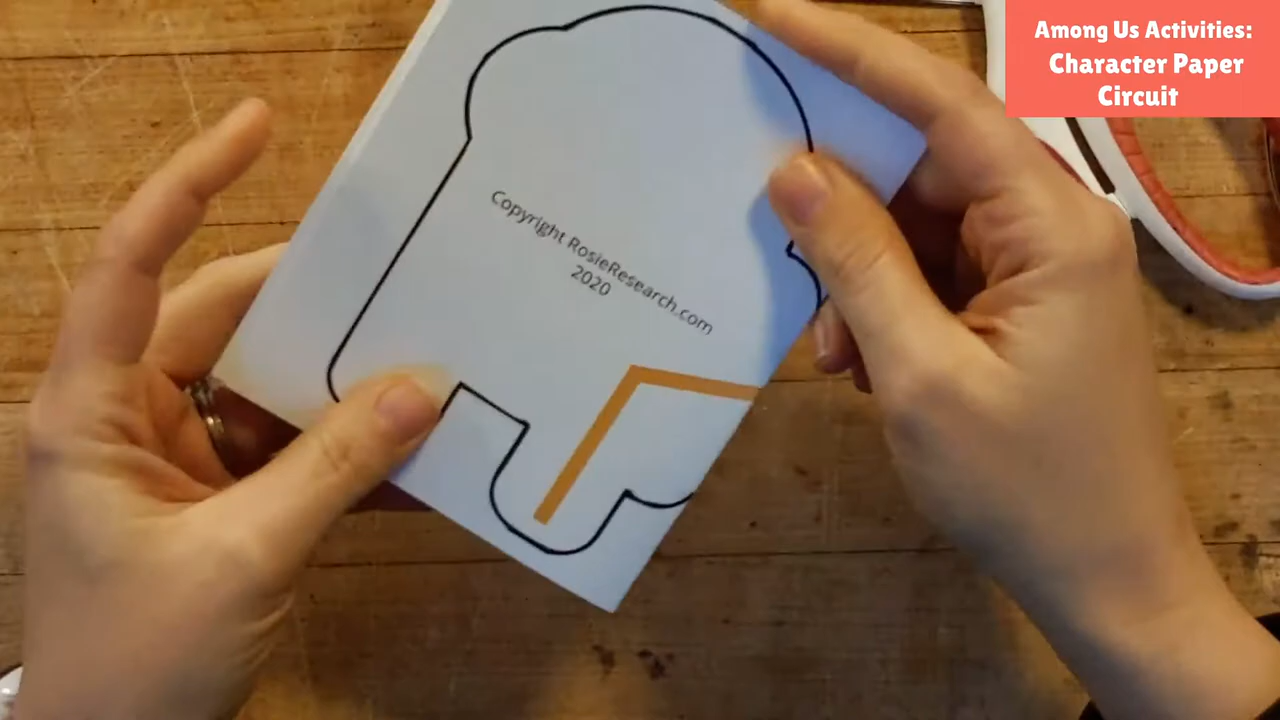 Among Us Activities:
Character Paper
Circuit
Copyright RosieResearch.com
2020